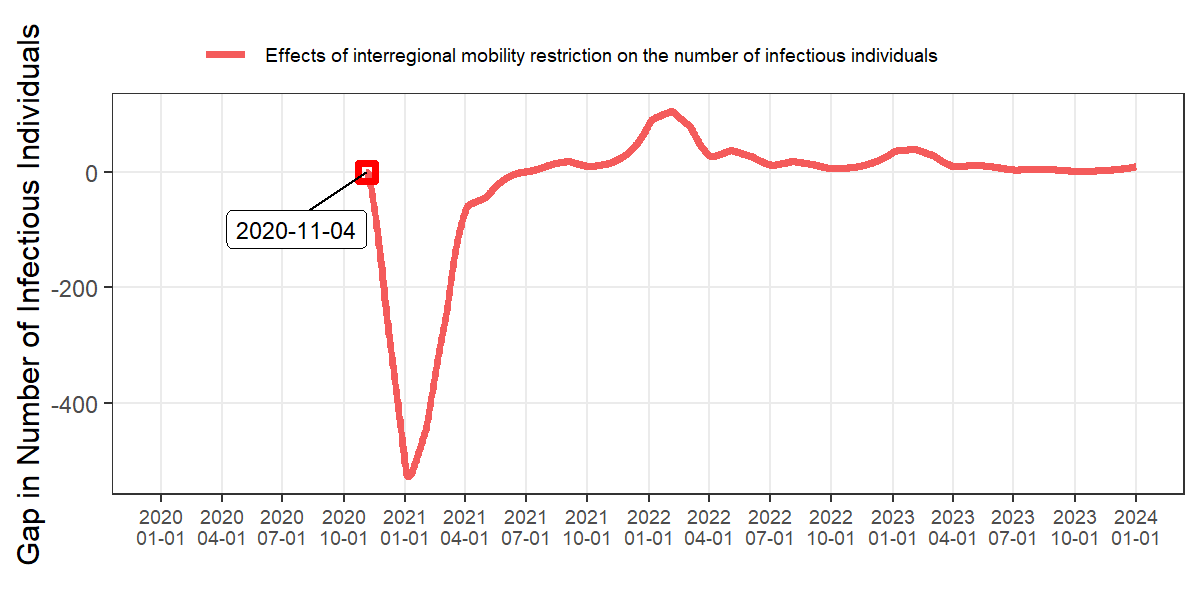 Effects of interregional mobility restriction on the number of infectious individuals
Gap in Number of Infectious Individuals
0
-200
-400
2020-11-04
2020 2020 2020 2020 2021 2021 2021 2021 2022 2022 2022 2022 2023 2023 2023 2023 2024
01-01 04-01 07-01 10-01 01-01 04-01 07-01 10-01 01-01 04-01 07-01 10-01 01-01 04-01 07-01 10-01 01-01